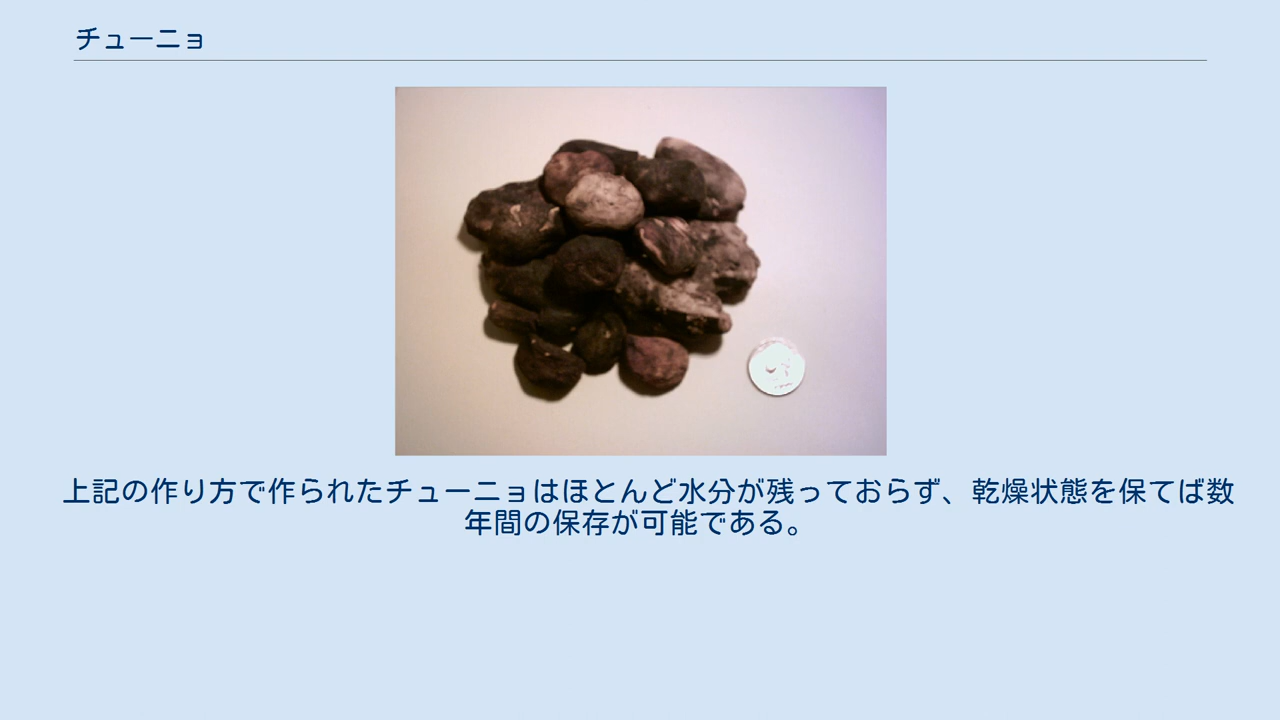 チューニョ
上記の作り方で作られたチューニョはほとんど水分が残っておらず、乾燥状態を保てば数
年間の保存が可能である。